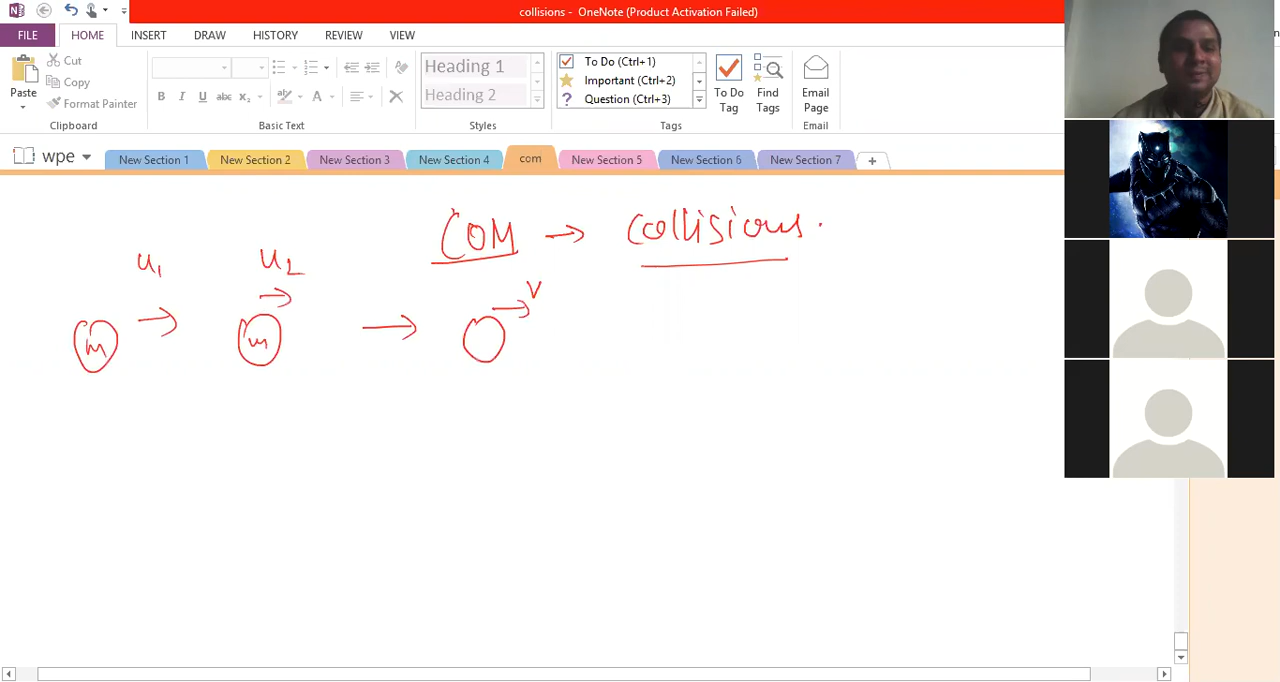 collisions - OneNote (Product Activation Failed)
FILE HOME INSERT DRAW HISTORY REVIEW VIEW
Paste
Cut
Copy
Format Painter
Clipboard
B I U abc x₂ ab A
Basic Text
Heading 1
Heading 2
Styles
To Do (Ctrl+1)
Important (Ctrl+2)
? Question (Ctrl+3)
Tags
To Do Tag
Find Tags
Email Page
Email
wpe New Section 1 New Section 2 New Section 3 New Section 4 com New Section 5 New Section 6 New Section 7 +
COM → collisions.
u₁ u₂
→ → v
m → m → →